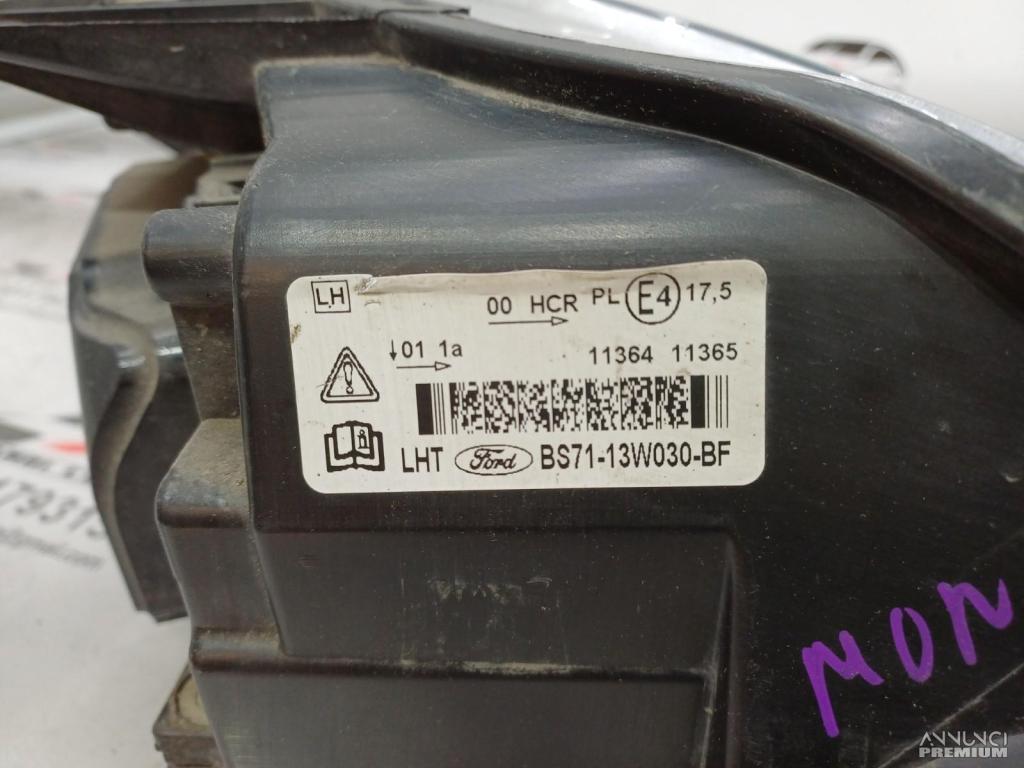 LH
00 HCR PL E4 17,5
01 1a
11364 11365
LHT Ford BS71-13W030-BF
MON
ANNUNCI
PREMIUM